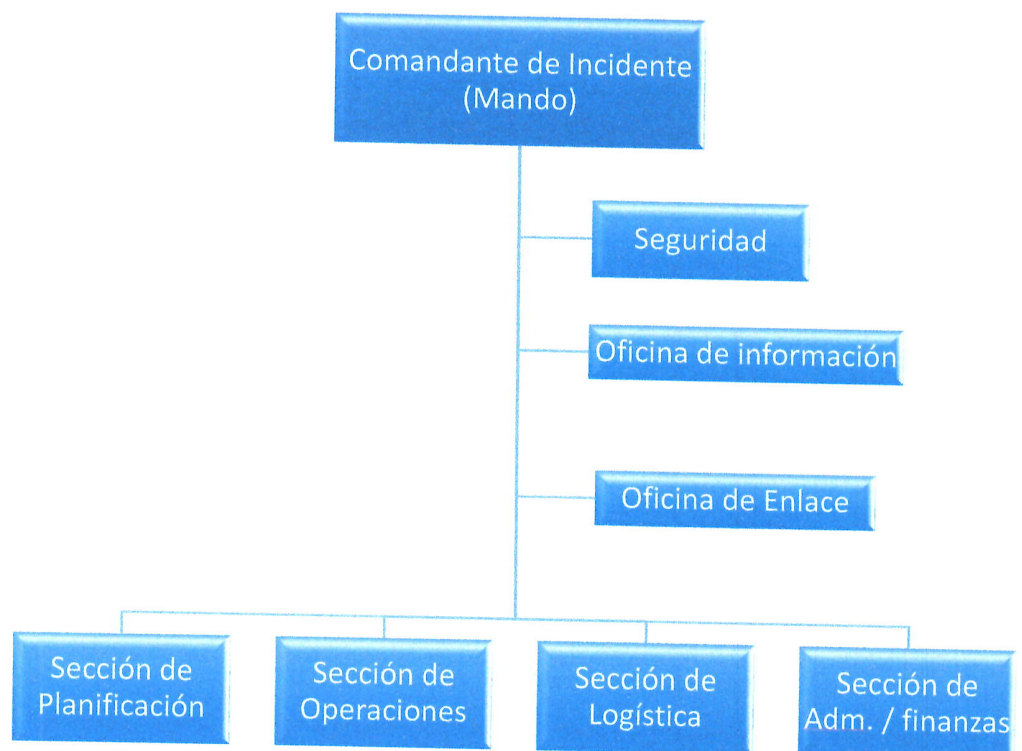 Comandante de Incidente
(Mando)
Seguridad
Oficina de información
Oficina de Enlace
Sección de
Planificación
Sección de
Operaciones
Sección de
Logística
Sección de
Adm. / finanzas